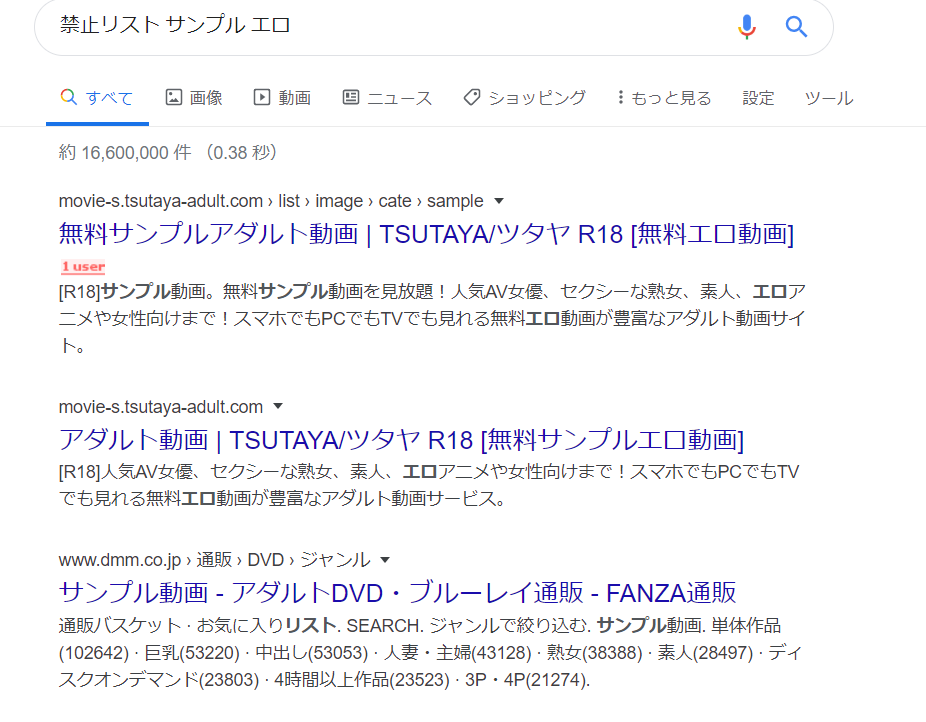 禁止リスト サンプル エロ
すべて 画像 動画 ニュース ショッピング もっと見る 設定 ツール
約 16,600,000 件 （0.38 秒）
movie-s.tsutaya-adult.com › list › image › cate › sample
無料サンプルアダルト動画 | TSUTAYA/ツタヤ R18 [無料エロ動画]
1 user
[R18]サンプル動画。無料サンプル動画を見放題！人気AV女優、セクシーな熟女、素人、エロア
ニメや女性向けまで！スマホでもPCでもTVでも見れる無料エロ動画が豊富なアダルト動画サイ
ト。
movie-s.tsutaya-adult.com
アダルト動画 | TSUTAYA/ツタヤ R18 [無料サンプルエロ動画]
[R18]人気AV女優、セクシーな熟女、素人、エロアニメや女性向けまで！スマホでもPCでもTV
でも見れる無料エロ動画が豊富なアダルト動画サービス。
www.dmm.co.jp › 通販 › DVD › ジャンル
サンプル動画 - アダルトDVD・ブルーレイ通販 - FANZA通販
通販バスケット · お気に入りリスト. SEARCH. ジャンルで絞り込む. サンプル動画. 単体作品
(102642) · 巨乳(53220) · 中出し(53053) · 人妻・主婦(43128) · 熟女(38388) · 素人(28497) · ディ
スクオンデマンド(23803) · 4時間以上作品(23523) · 3P・4P(21274).